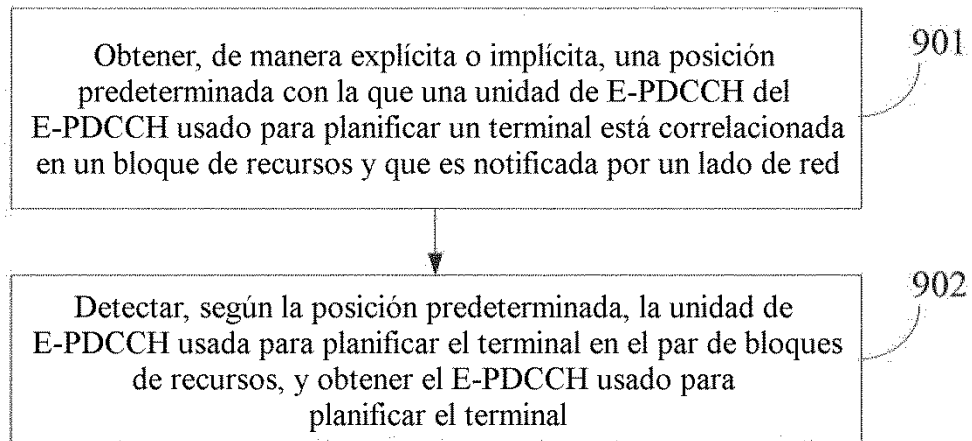 Obtener, de manera explícita o implícita, una posición
predeterminada con la que una unidad de E-PDCCH del
E-PDCCH usado para planificar un terminal está correlacionada
en un bloque de recursos y que es notificada por un lado de red
901
Detectar, según la posición predeterminada, la unidad de
E-PDCCH usada para planificar el terminal en el par de bloques
de recursos, y obtener el E-PDCCH usado para
planificar el terminal
902